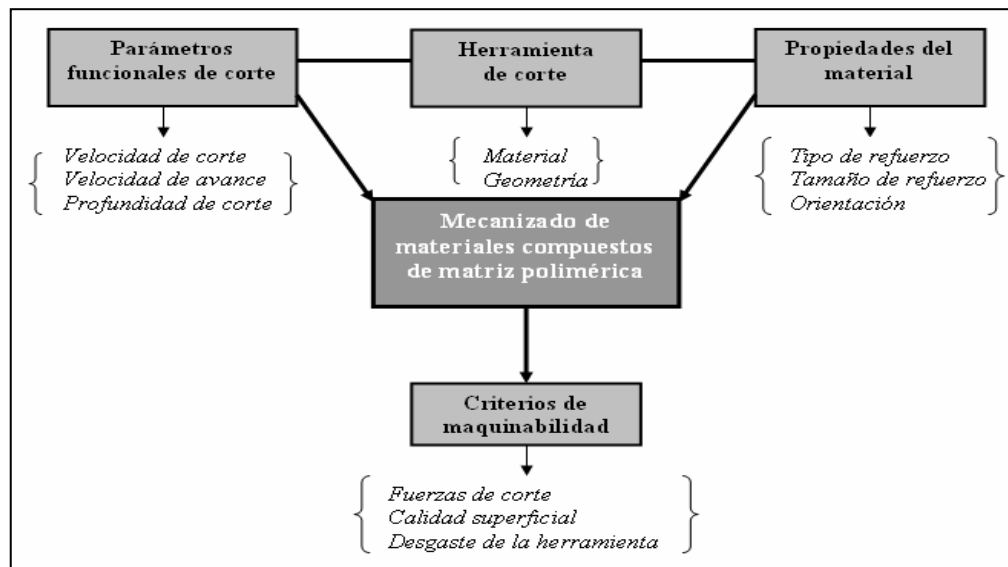 Parámetros
funcionales de corte
Herramienta
de corte
Propiedades del
material
Velocidad de corte
Velocidad de avance
Profundidad de corte
Material
Geometría
Tipo de refuerzo
Tamaño de refuerzo
Orientación
Mecanizado de
materiales compuestos
de matriz polimérica
Criterios de
maquinabilidad
Fuerzas de corte
Calidad superficial
Desgaste de la herramienta